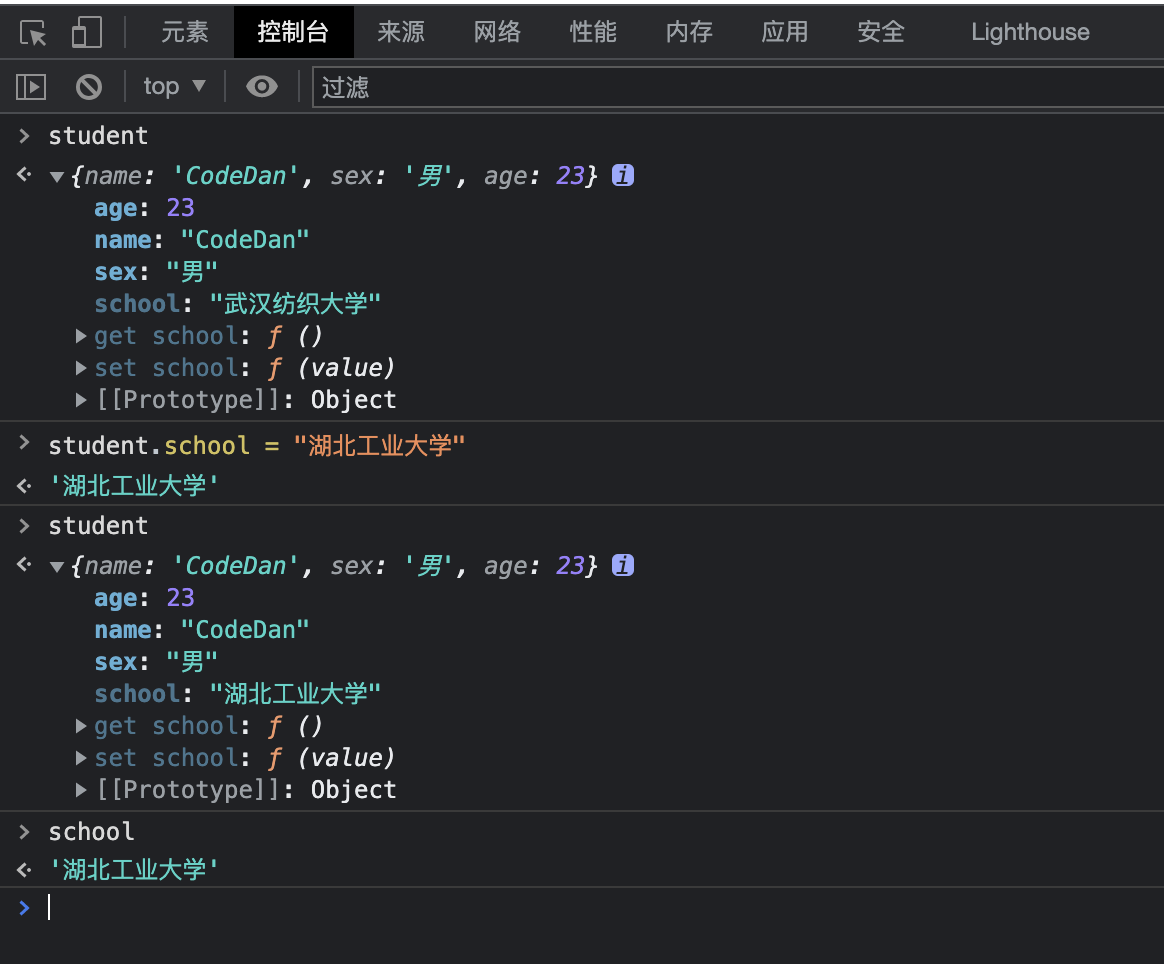 元素 控制台 来源 网络 性能 内存 应用 安全 Lighthouse
top ▼ 过滤
> student
{name: 'CodeDan', sex: '男', age: 23} i
age: 23
name: "CodeDan"
sex: "男"
school: "武汉纺织大学"
get school: ƒ ()
set school: ƒ (value)
[[Prototype]]: Object
> student.school = "湖北工业大学"
'湖北工业大学'
> student
{name: 'CodeDan', sex: '男', age: 23} i
age: 23
name: "CodeDan"
sex: "男"
school: "湖北工业大学"
get school: ƒ ()
set school: ƒ (value)
[[Prototype]]: Object
> school
'湖北工业大学'
>